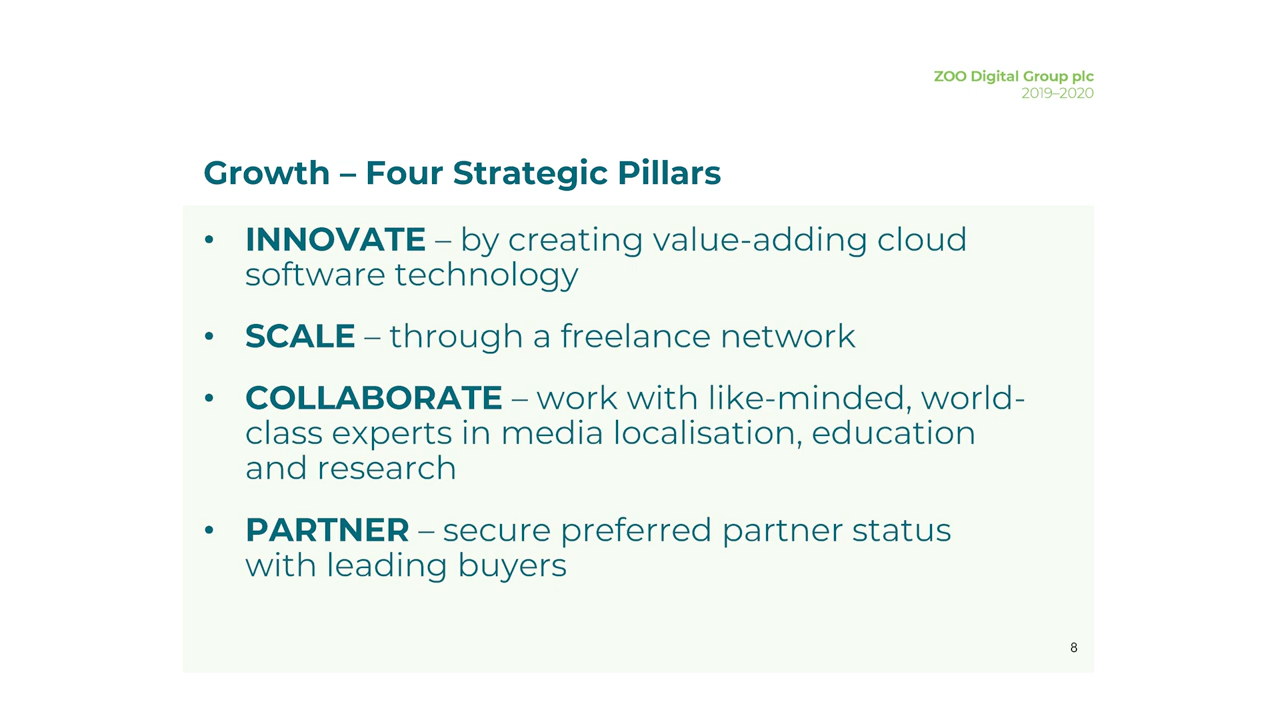 ZOO Digital Group plc
2019–2020
Growth – Four Strategic Pillars
• INNOVATE – by creating value-adding cloud
software technology
• SCALE – through a freelance network
• COLLABORATE – work with like-minded, world-
class experts in media localisation, education
and research
• PARTNER – secure preferred partner status
with leading buyers
8